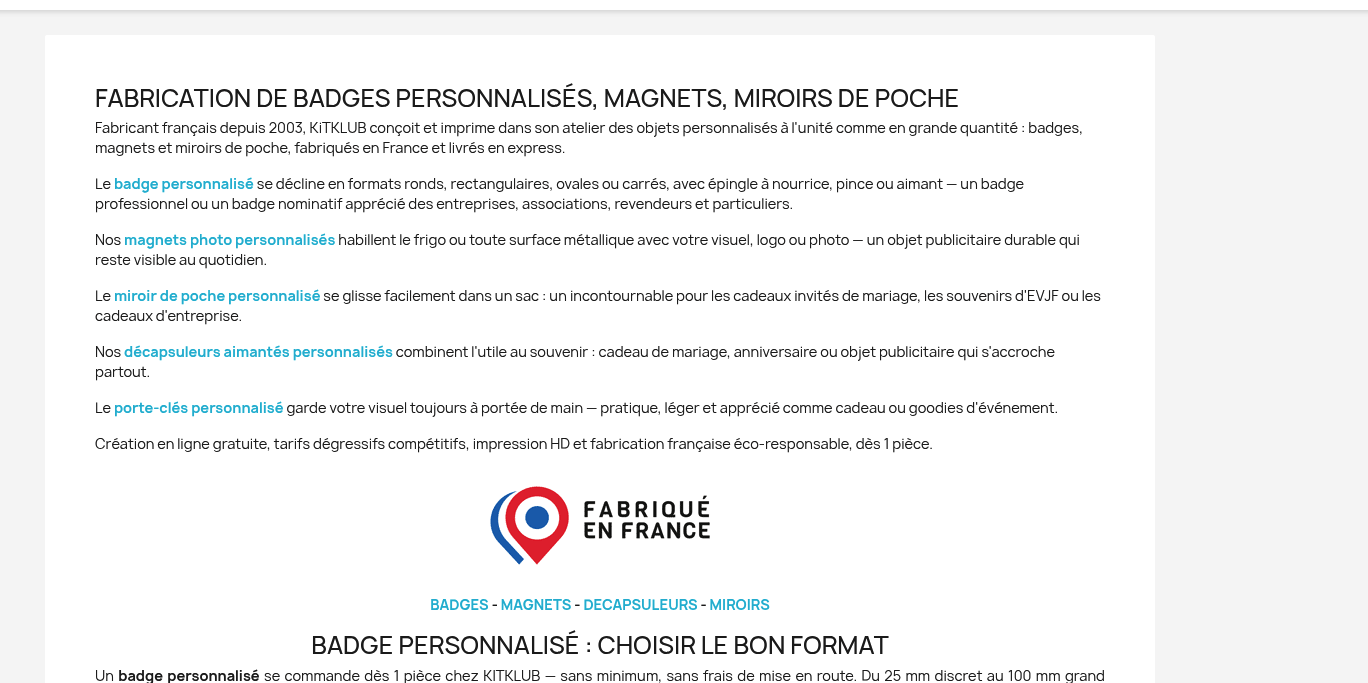 FABRICATION DE BADGES PERSONNALISÉS, MAGNETS, MIROIRS DE POCHE
Fabricant français depuis 2003, KiTKLUB conçoit et imprime dans son atelier des objets personnalisés à l'unité comme en grande quantité : badges,
magnets et miroirs de poche, fabriqués en France et livrés en express.
Le badge personnalisé se décline en formats ronds, rectangulaires, ovales ou carrés, avec épingle à nourrice, pince ou aimant — un badge
professionnel ou un badge nominatif apprécié des entreprises, associations, revendeurs et particuliers.
Nos magnets photo personnalisés habillent le frigo ou toute surface métallique avec votre visuel, logo ou photo — un objet publicitaire durable qui
reste visible au quotidien.
Le miroir de poche personnalisé se glisse facilement dans un sac : un incontournable pour les cadeaux invités de mariage, les souvenirs d'EVJF ou les
cadeaux d'entreprise.
Nos décapsuleurs aimantés personnalisés combinent l'utile au souvenir : cadeau de mariage, anniversaire ou objet publicitaire qui s'accroche
partout.
Le porte-clés personnalisé garde votre visuel toujours à portée de main — pratique, léger et apprécié comme cadeau ou goodies d'événement.
Création en ligne gratuite, tarifs dégressifs compétitifs, impression HD et fabrication française éco-responsable, dès 1 pièce.
FABRIQUÉ
EN FRANCE
BADGES - MAGNETS - DECAPSULEURS - MIROIRS
BADGE PERSONNALISÉ : CHOISIR LE BON FORMAT
Un badge personnalisé se commande dès 1 pièce chez KITKLUB — sans minimum, sans frais de mise en route. Du 25 mm discret au 100 mm grand